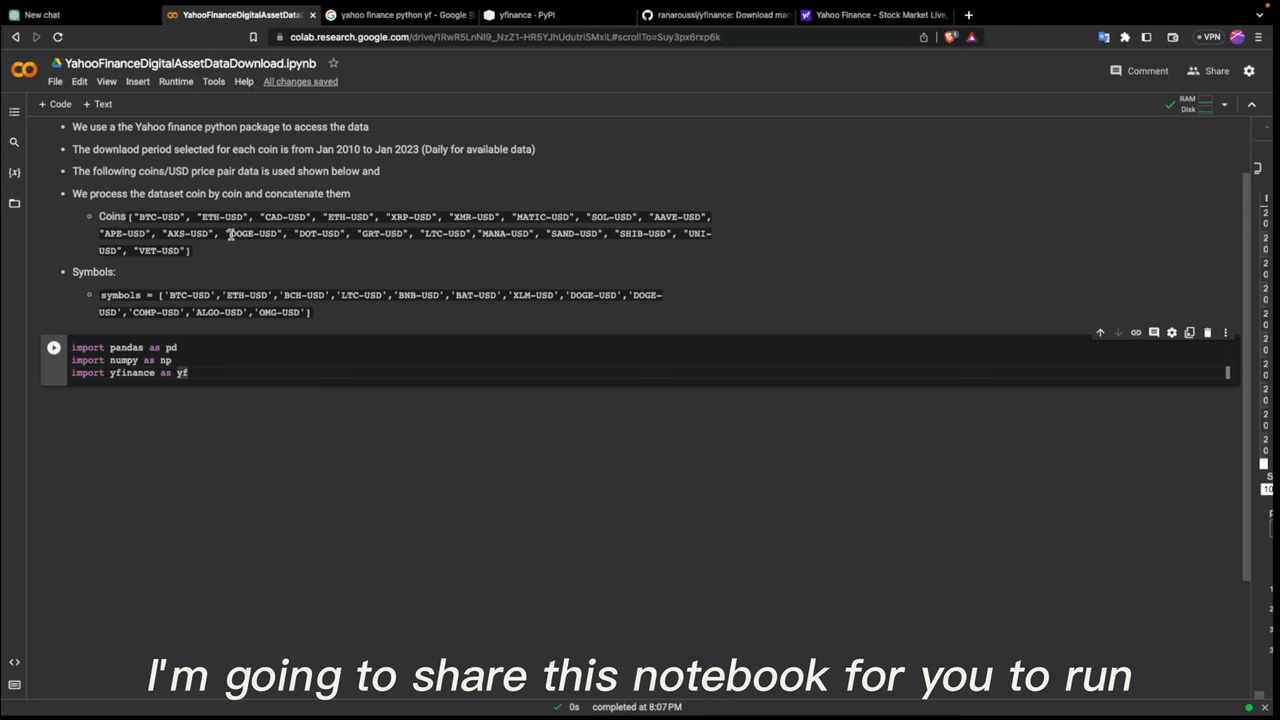 New chat
YahooFinanceDigitalAssetData
yahoo finance python yf - Google
yfinance · PyPI
ranaroussi/yfinance: Download mar
Yahoo Finance - Stock Market Live,
colab.research.google.com/drive/1RwR5LnNI9_NzZ1-HR5YJhUdutriSMxiL#scrollTo=Suy3px6rxp6k
VPN
YahooFinanceDigitalAssetDataDownload.ipynb
File Edit View Insert Runtime Tools Help All changes saved
Comment
Share
+ Code + Text
RAM
Disk
We use a the Yahoo finance python package to access the data
The downlaod period selected for each coin is from Jan 2010 to Jan 2023 (Daily for available data)
The following coins/USD price pair data is used shown below and
We process the dataset coin by coin and concatenate them
Coins ["BTC-USD", "ETH-USD", "CAD-USD", "ETH-USD", "XRP-USD", "XMR-USD", "MATIC-USD", "SOL-USD", "AAVE-USD",
"APE-USD", "AXS-USD", "DOGE-USD", "DOT-USD", "GRT-USD", "LTC-USD","MANA-USD", "SAND-USD", "SHIB-USD", "UNI-
USD", "VET-USD"]
Symbols:
symbols = ['BTC-USD','ETH-USD','BCH-USD','LTC-USD','BNB-USD','BAT-USD','XLM-USD','DOGE-USD','DOGE-
USD','COMP-USD','ALGO-USD','OMG-USD']
import pandas as pd
import numpy as np
import yfinance as yf
I'm going to share this notebook for you to run
0s completed at 8:07PM